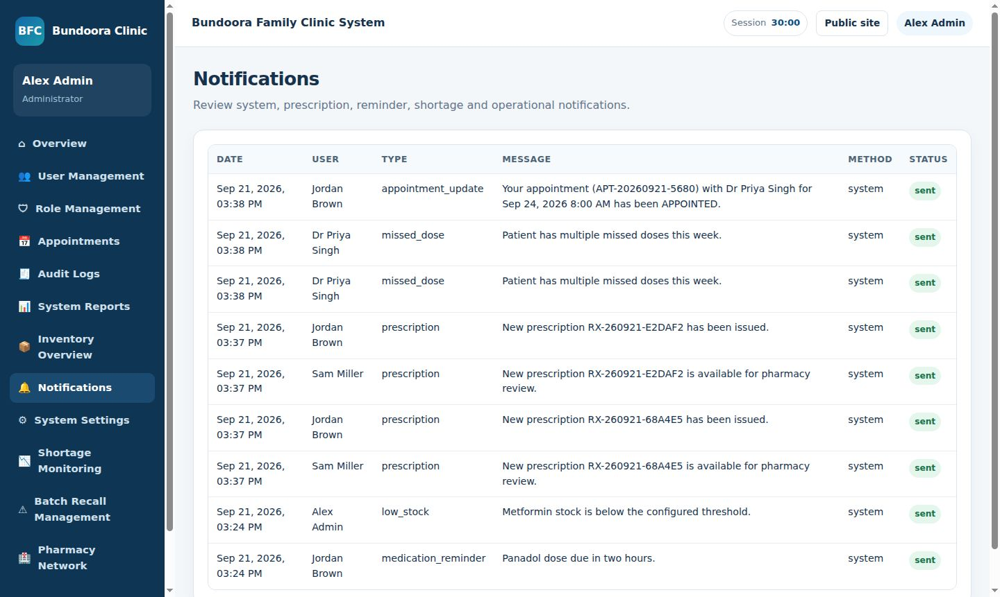 BFC Bundoora Clinic
Alex Admin
Administrator
Overview
User Management
Role Management
Appointments
Audit Logs
System Reports
Inventory
Overview
Notifications
System Settings
Shortage
Monitoring
Batch Recall
Management
Pharmacy
Network
Bundoora Family Clinic System
Session 30:00
Public site
Alex Admin
Notifications
Review system, prescription, reminder, shortage and operational notifications.
DATE USER TYPE MESSAGE METHOD STATUS
Sep 21, 2026, Jordan appointment_update Your appointment (APT-20260921-5680) with Dr Priya Singh for system sent
03:38 PM Brown Sep 24, 2026 8:00 AM has been APPOINTED.
Sep 21, 2026, Dr Priya missed_dose Patient has multiple missed doses this week. system sent
03:38 PM Singh
Sep 21, 2026, Dr Priya missed_dose Patient has multiple missed doses this week. system sent
03:38 PM Singh
Sep 21, 2026, Jordan prescription New prescription RX-260921-E2DAF2 has been issued. system sent
03:37 PM Brown
Sep 21, 2026, Sam Miller prescription New prescription RX-260921-E2DAF2 is available for pharmacy system sent
03:37 PM review.
Sep 21, 2026, Jordan prescription New prescription RX-260921-68A4E5 has been issued. system sent
03:37 PM Brown
Sep 21, 2026, Sam Miller prescription New prescription RX-260921-68A4E5 is available for pharmacy system sent
03:37 PM review.
Sep 21, 2026, Alex low_stock Metformin stock is below the configured threshold. system sent
03:24 PM Admin
Sep 21, 2026, Jordan medication_reminder Panadol dose due in two hours. system sent
03:24 PM Brown